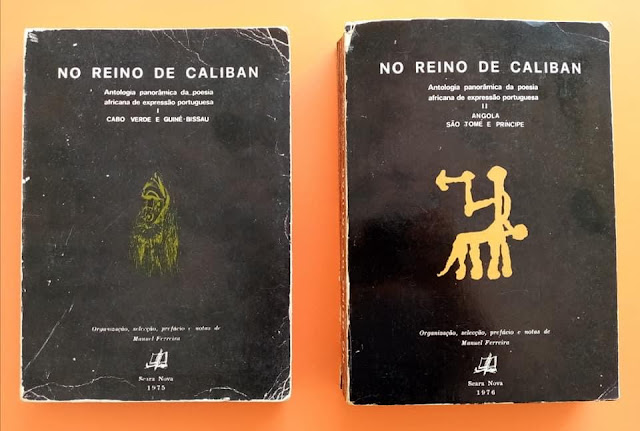 NO REINO DE CALIBAN
Antologia panorâmica da poesia
africana de expressão portuguesa
I
CABO VERDE E GUINÉ-BISSAU
Organização, selecção, prefácio e notas de
Manuel Ferreira
Seara Nova
1975
NO REINO DE CALIBAN
Antologia panorâmica da poesia
africana de expressão portuguesa
II
ANGOLA
SÃO TOMÉ E PRÍNCIPE
Organização, selecção, prefácio e notas de
Manuel Ferreira
Seara Nova
1976